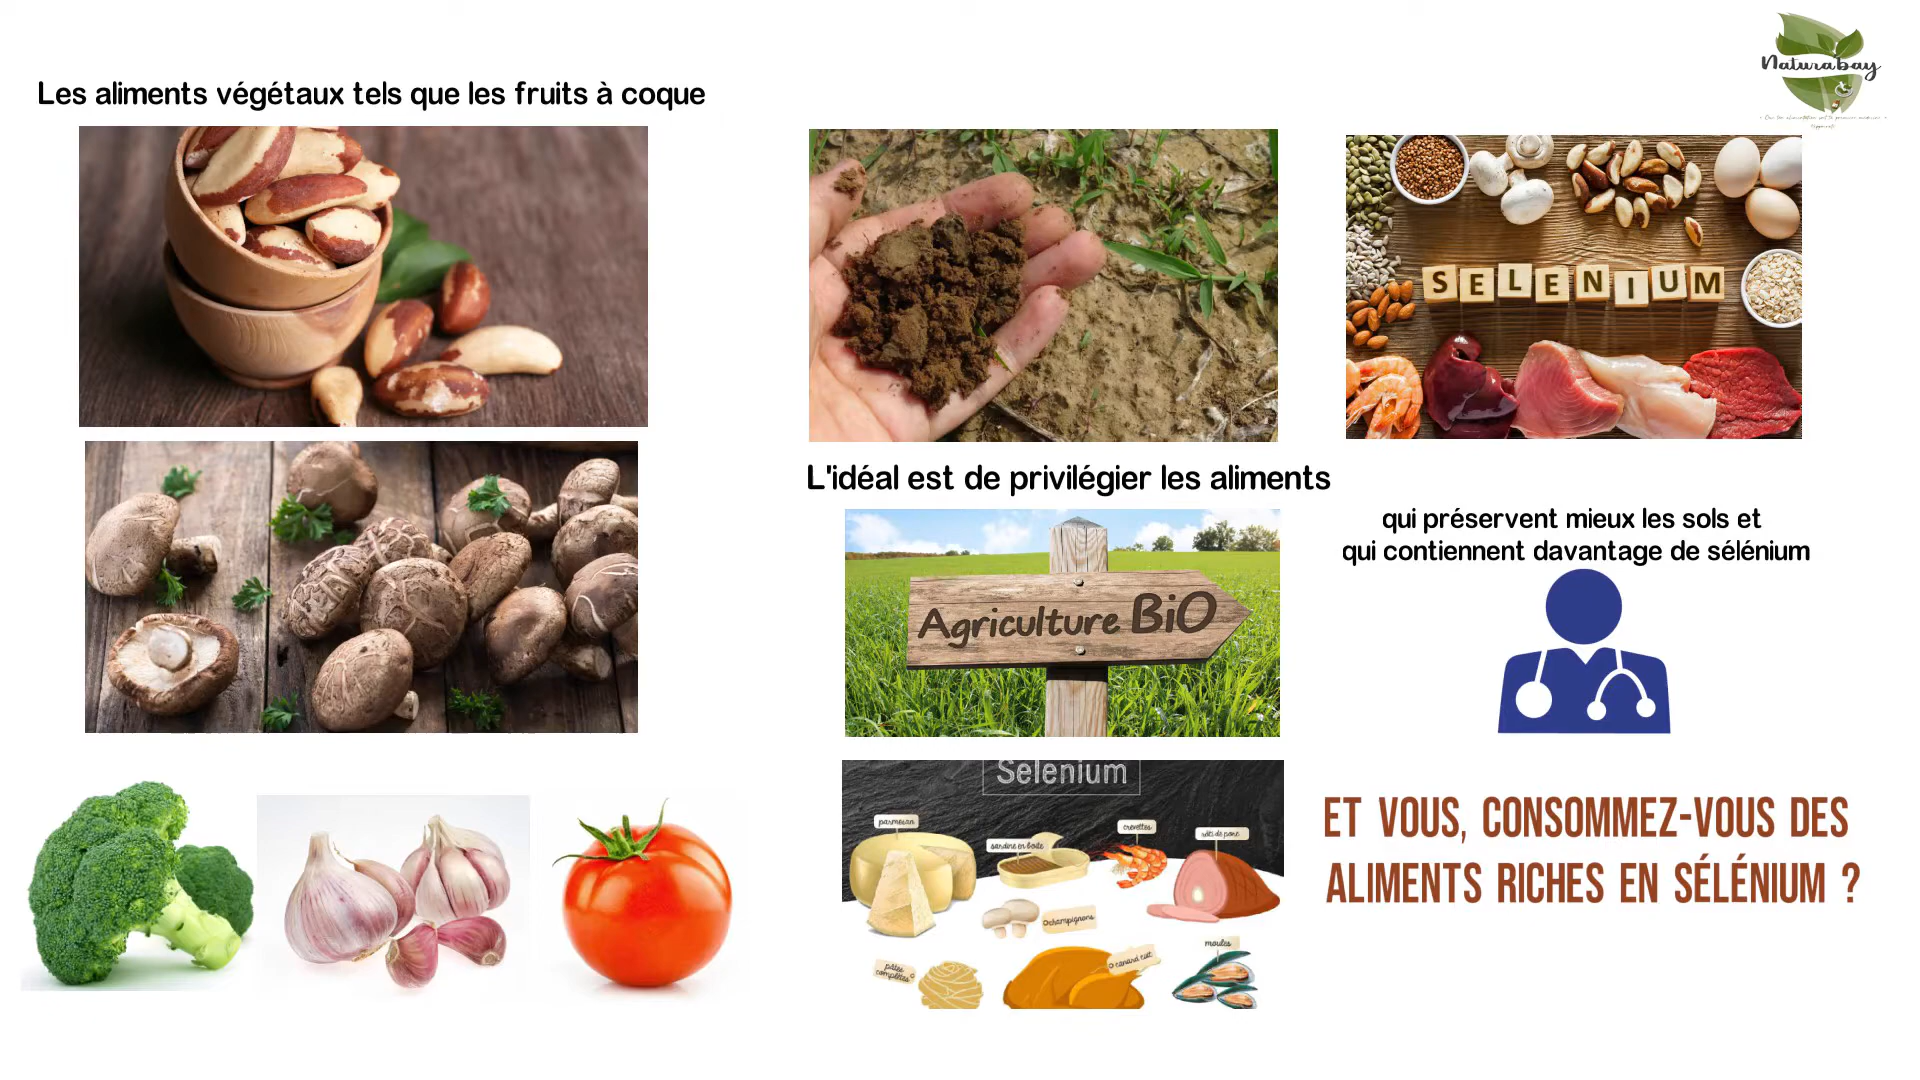 Les aliments végétaux tels que les fruits à coque
Naturabay
SELENIUM
L'idéal est de privilégier les aliments
qui préservent mieux les sols et
qui contiennent davantage de sélénium
Agriculture BiO
Selenium
parmesan
sardine en boîte
crevettes
rôti de porc
champignons
pâtes
complètes
canard cuit
moules
ET VOUS, CONSOMMEZ-VOUS DES
ALIMENTS RICHES EN SÉLÉNIUM ?